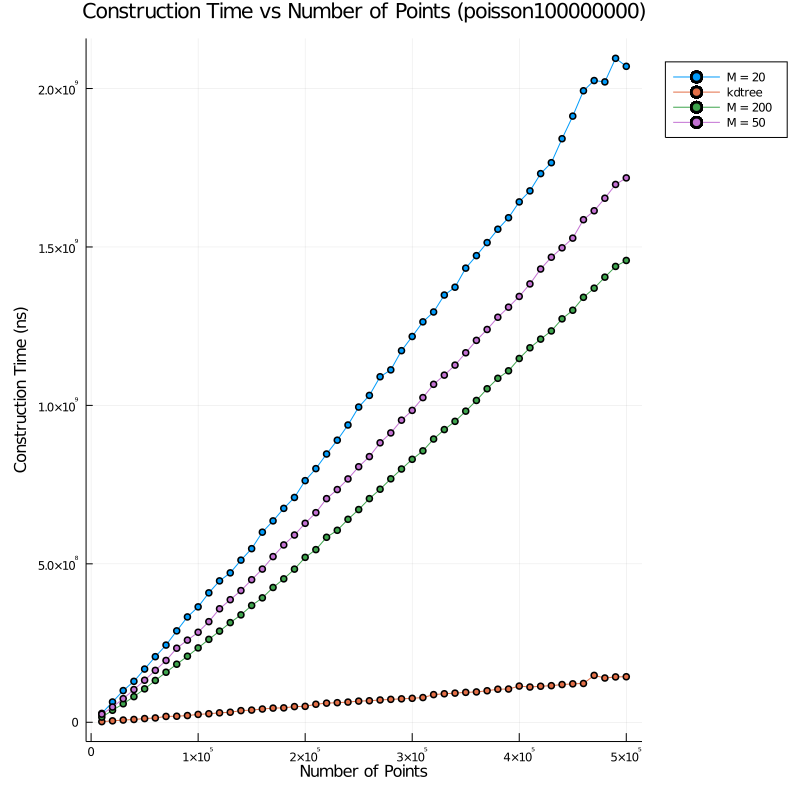 Construction Time vs Number of Points (poisson100000000)
M = 20
kdtree
M = 200
M = 50
2.0×10⁹
1.5×10⁹
1.0×10⁹
5.0×10⁸
0
Construction Time (ns)
0 1×10⁵ 2×10⁵ 3×10⁵ 4×10⁵ 5×10⁵
Number of Points